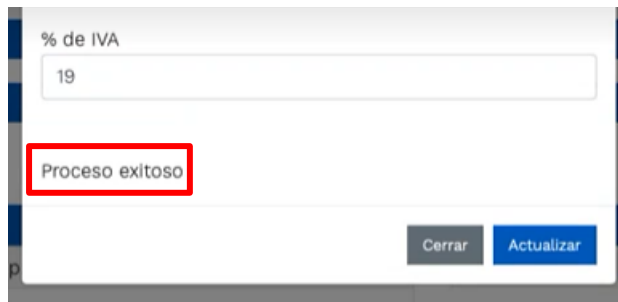 % de IVA
19
Proceso exitoso
Cerrar
Actualizar
p